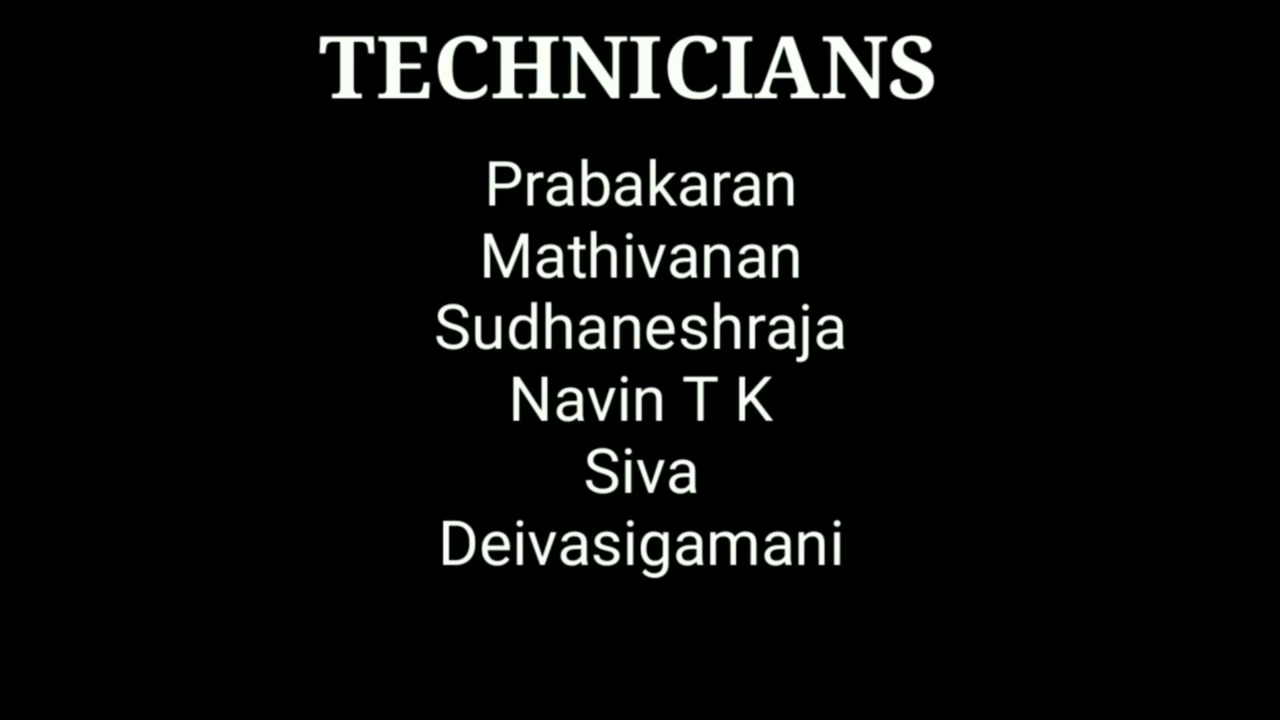 TECHNICIANS
Prabakaran
Mathivanan
Sudhaneshraja
Navin T K
Siva
Deivasigamani